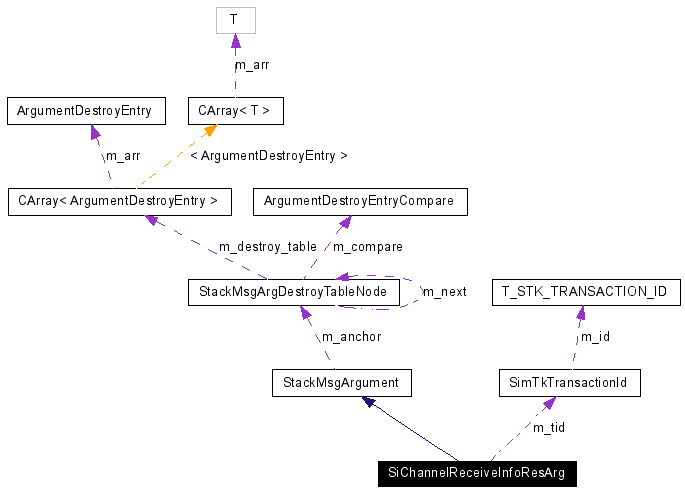 T
m_arr
ArgumentDestroyEntry
CArray< T >
m_arr
< ArgumentDestroyEntry >
CArray< ArgumentDestroyEntry >
ArgumentDestroyEntryCompare
m_destroy_table
m_compare
StackMsgArgDestroyTableNode
m_next
T_STK_TRANSACTION_ID
m_anchor
m_id
StackMsgArgument
SimTkTransactionId
m_tid
SiChannelReceiveInfoResArg